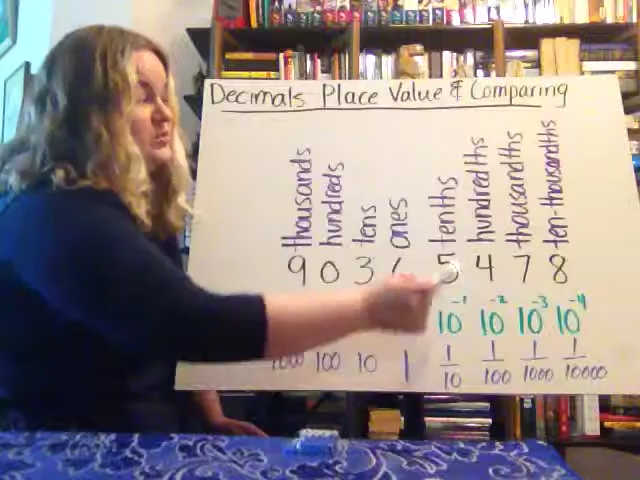 Decimals Place Value & Comparing
thousands hundreds tens ones tenths hundredths thousandths ten-thousandths
9 0 3 5 4 7 8
10⁻¹ 10⁻² 10⁻³ 10⁻⁴
1000 100 10 1 1/10 1/100 1/1000 1/10000